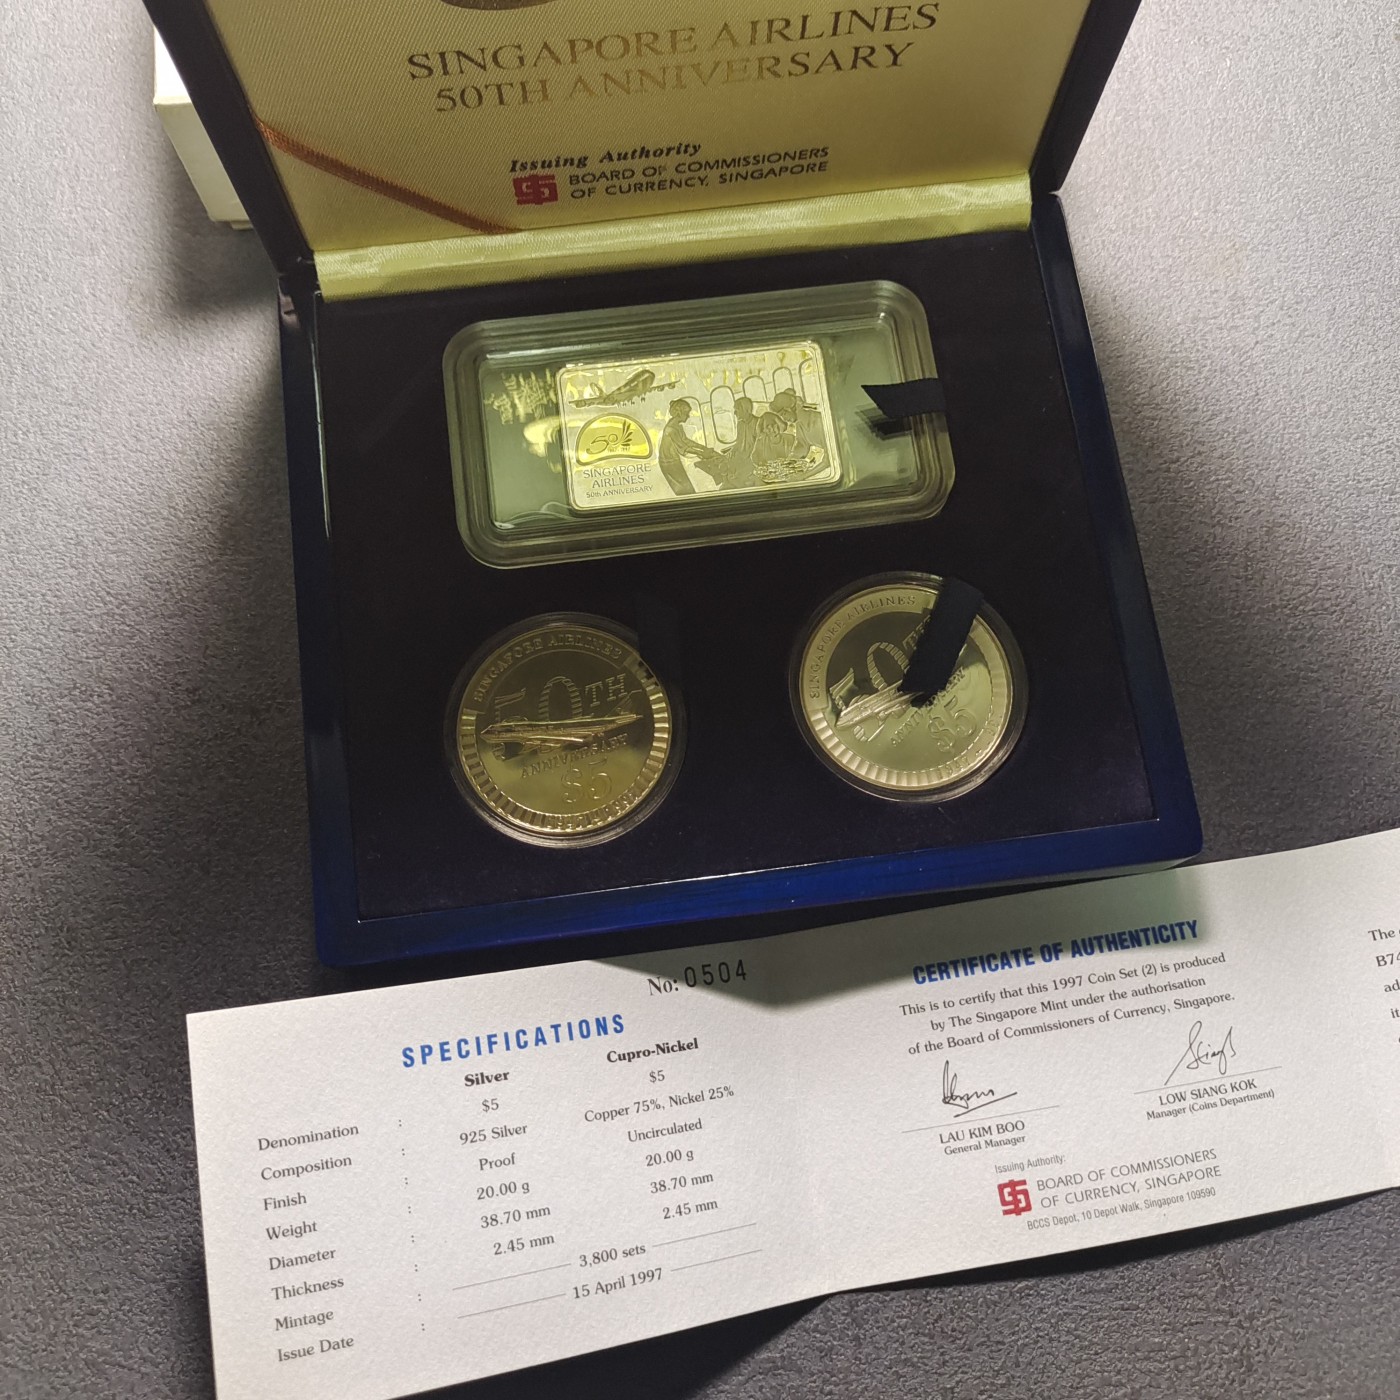 SINGAPORE AIRLINES
50TH ANNIVERSARY
Issuing Authority
BOARD OF COMMISSIONERS
OF CURRENCY, SINGAPORE
50
SINGAPORE
AIRLINES
50th ANNIVERSARY
SINGAPORE AIRLINES
50TH
ANNIVERSARY
$5
SINGAPORE AIRLINES
ANNIVERSARY
$5
No: 0504
SPECIFICATIONS
Silver Cupro-Nickel
Denomination : $5 $5
Composition : 925 Silver Copper 75%, Nickel 25%
Finish : Proof Uncirculated
Weight : 20.00 g 20.00 g
Diameter : 38.70 mm 38.70 mm
Thickness : 2.45 mm 2.45 mm
Mintage : 3,800 sets
Issue Date : 15 April 1997
CERTIFICATE OF AUTHENTICITY
This is to certify that this 1997 Coin Set (2) is produced
by The Singapore Mint under the authorisation
of the Board of Commissioners of Currency, Singapore.
LAU KIM BOO
General Manager
LOW SIANG KOK
Manager (Coins Department)
Issuing Authority:
BOARD OF COMMISSIONERS
OF CURRENCY, SINGAPORE
BCCS Depot, 10 Depot Walk, Singapore 109590
The
B74
ad
it